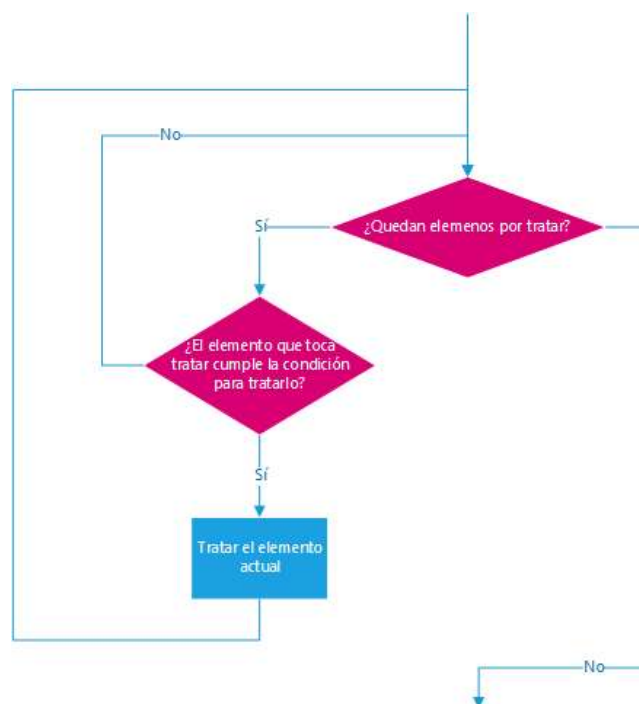 No
¿Quedan elemenos por tratar?
Sí
¿El elemento que toca
tratar cumple la condición
para tratarlo?
Sí
Tratar el elemento
actual
No